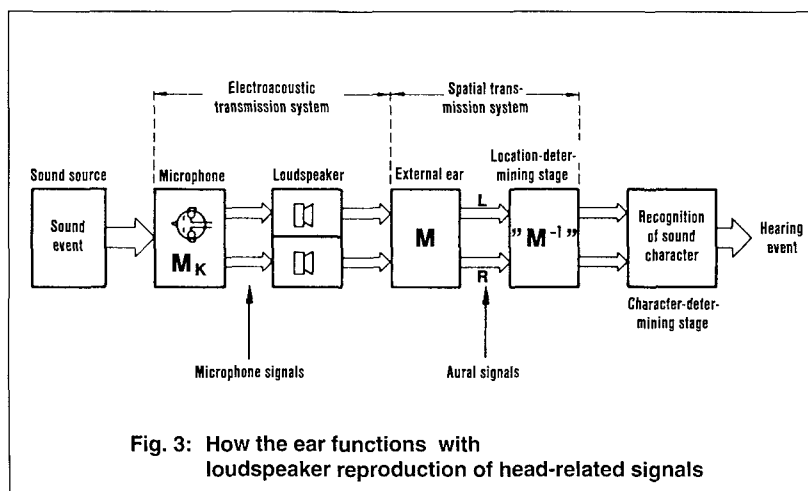 Electroacoustic
transmission system
Spatial trans-
mission system
Sound source
Microphone
Loudspeaker
External ear
Location-deter-
mining stage
Sound
event
M K
M
L
R
" M -1 "
Recognition
of sound
character
Hearing
event
Character-deter-
mining stage
Microphone signals
Aural signals
Fig. 3: How the ear functions with
loudspeaker reproduction of head-related signals